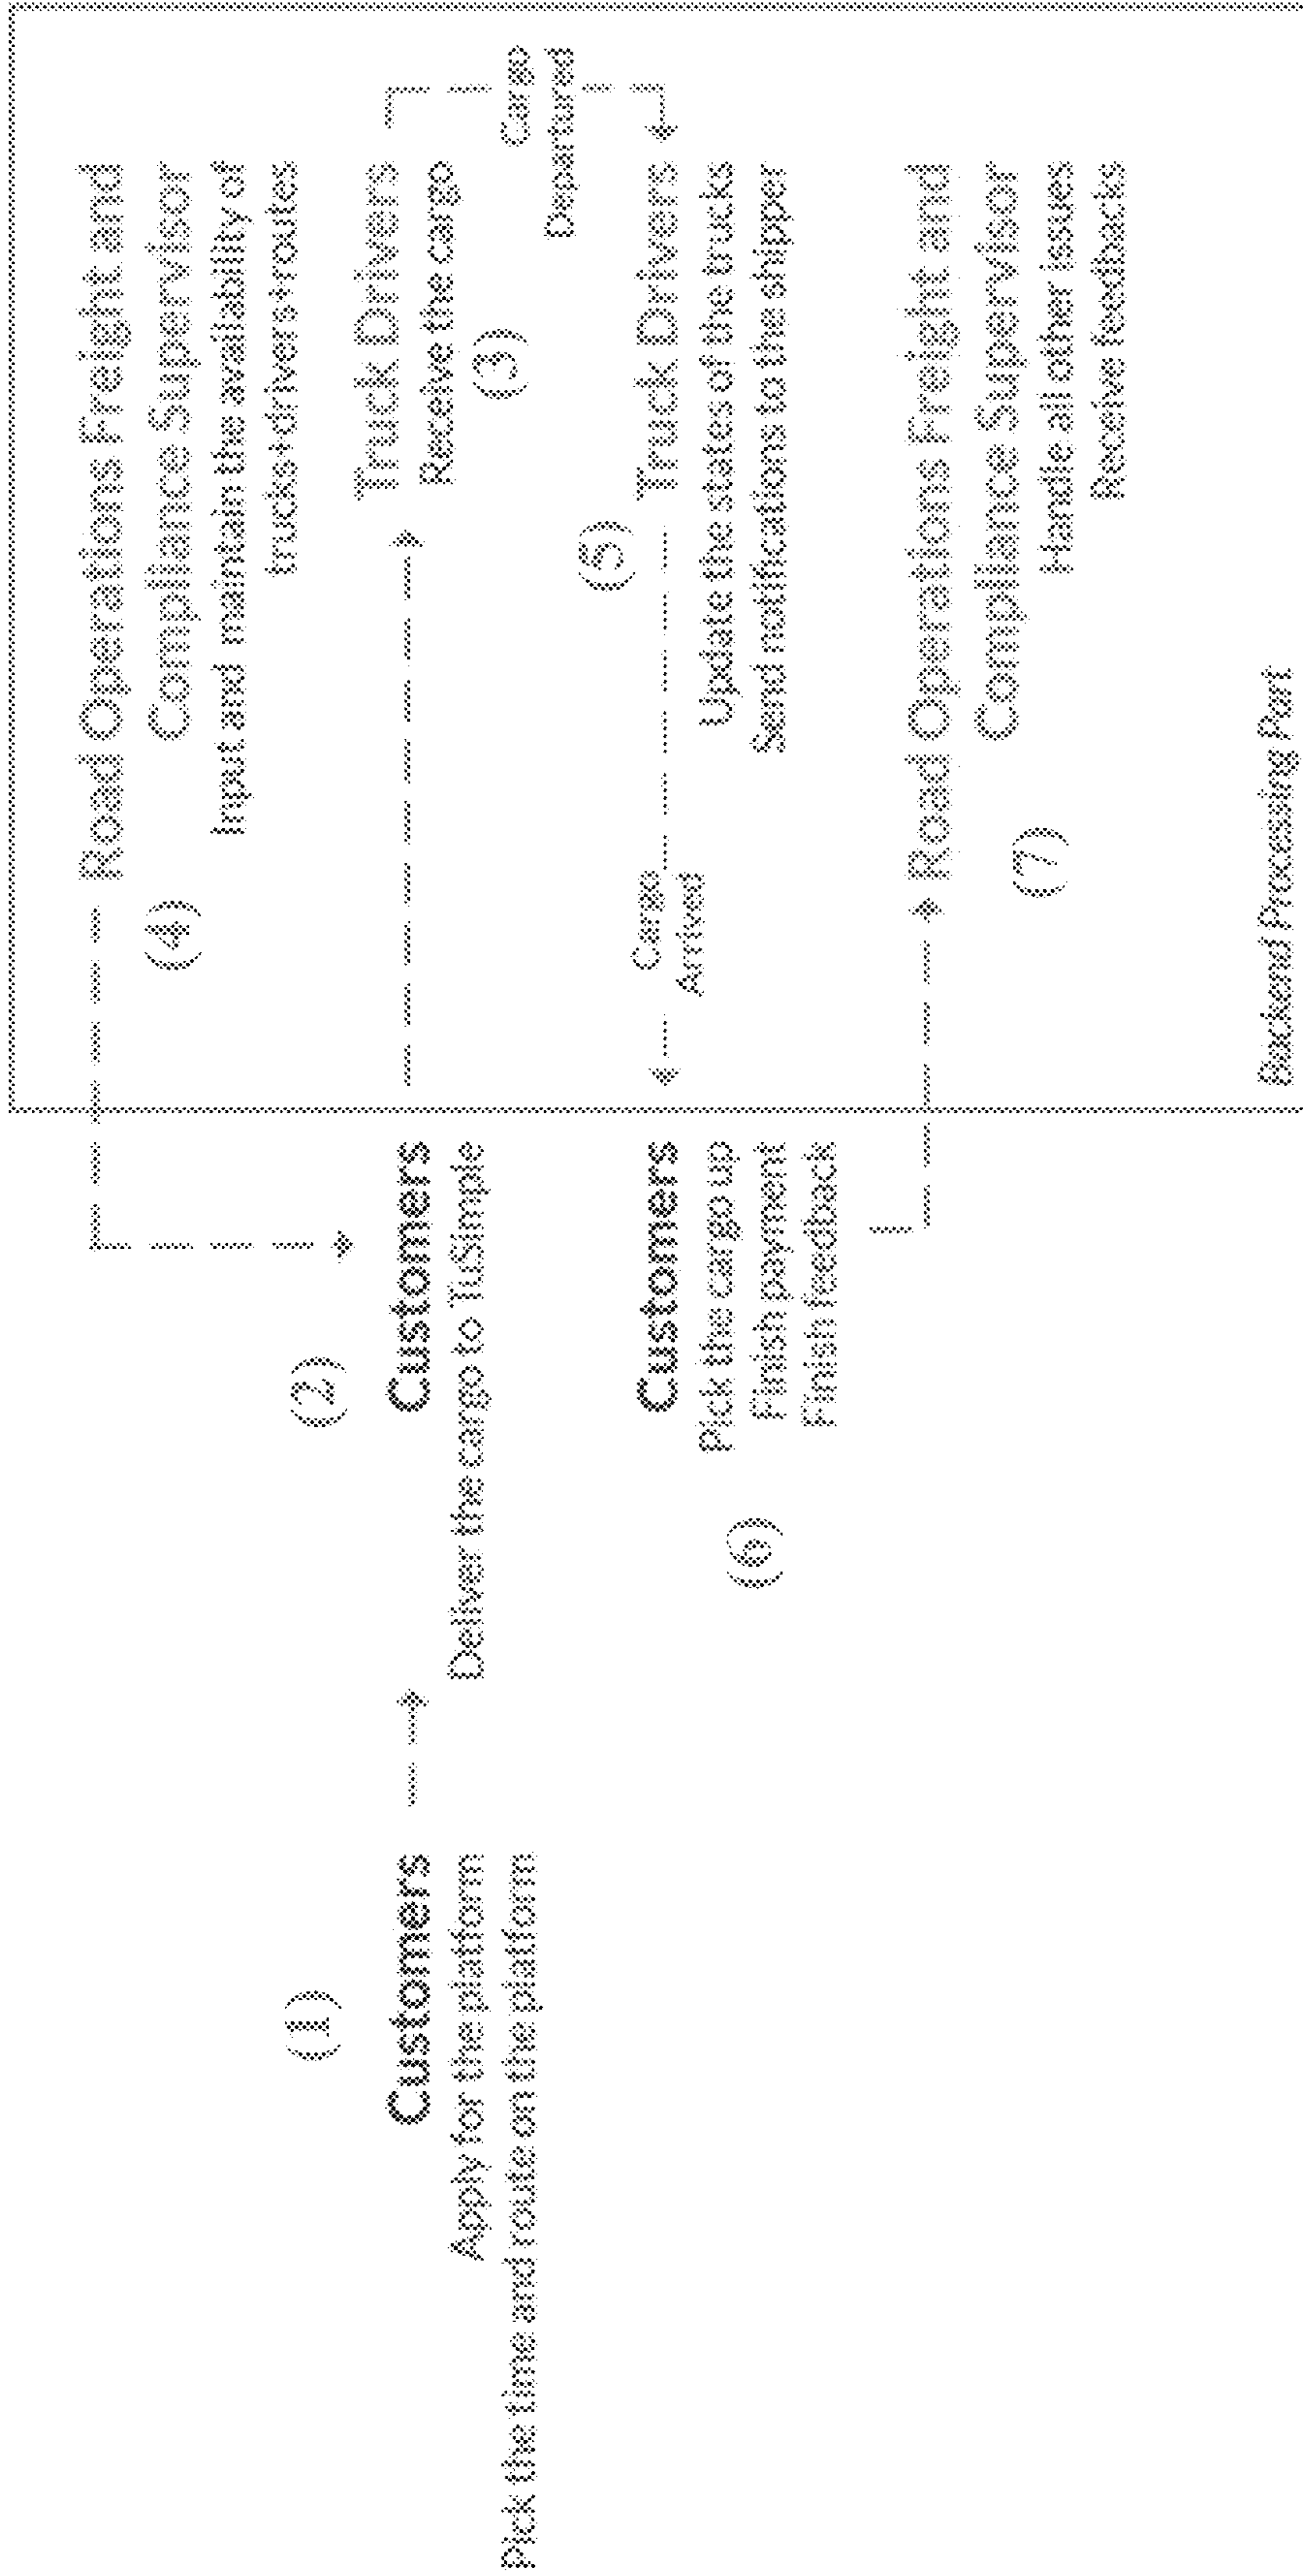 (1)
Customers
Apply for the platform
Pick the time and route on the platform
(2)
Customers
Deliver the cargo to TuSimple
(4)
Road Operations Freight and
Compliance Supervisor
Input and maintain the availability of
trucks+drivers+routes
Truck Drivers
Receive the cargo
(3)
Cargo
Departured
(5)
Truck Drivers
Update the states of the trucks
Send notifications to the shipper
Cargo
Arrived
Customers
Pick the cargo up
Finish payment
Finish feedback
(6)
Road Operations Freight and
Compliance Supervisor
Handle all other issues
Receive feedbacks
(7)
Backend Processing Part